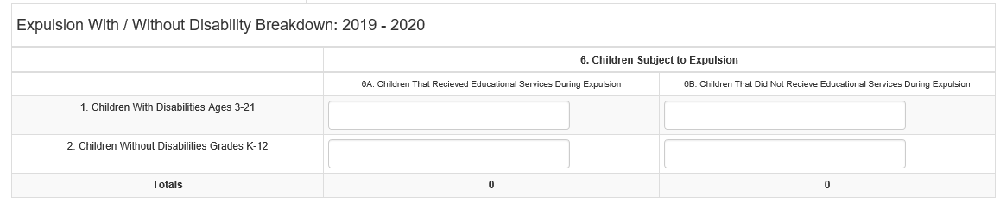 Expulsion With / Without Disability Breakdown: 2019 - 2020
6. Children Subject to Expulsion
6A. Children That Recieved Educational Services During Expulsion
6B. Children That Did Not Recieve Educational Services During Expulsion
1. Children With Disabilities Ages 3-21
2. Children Without Disabilities Grades K-12
Totals 0 0